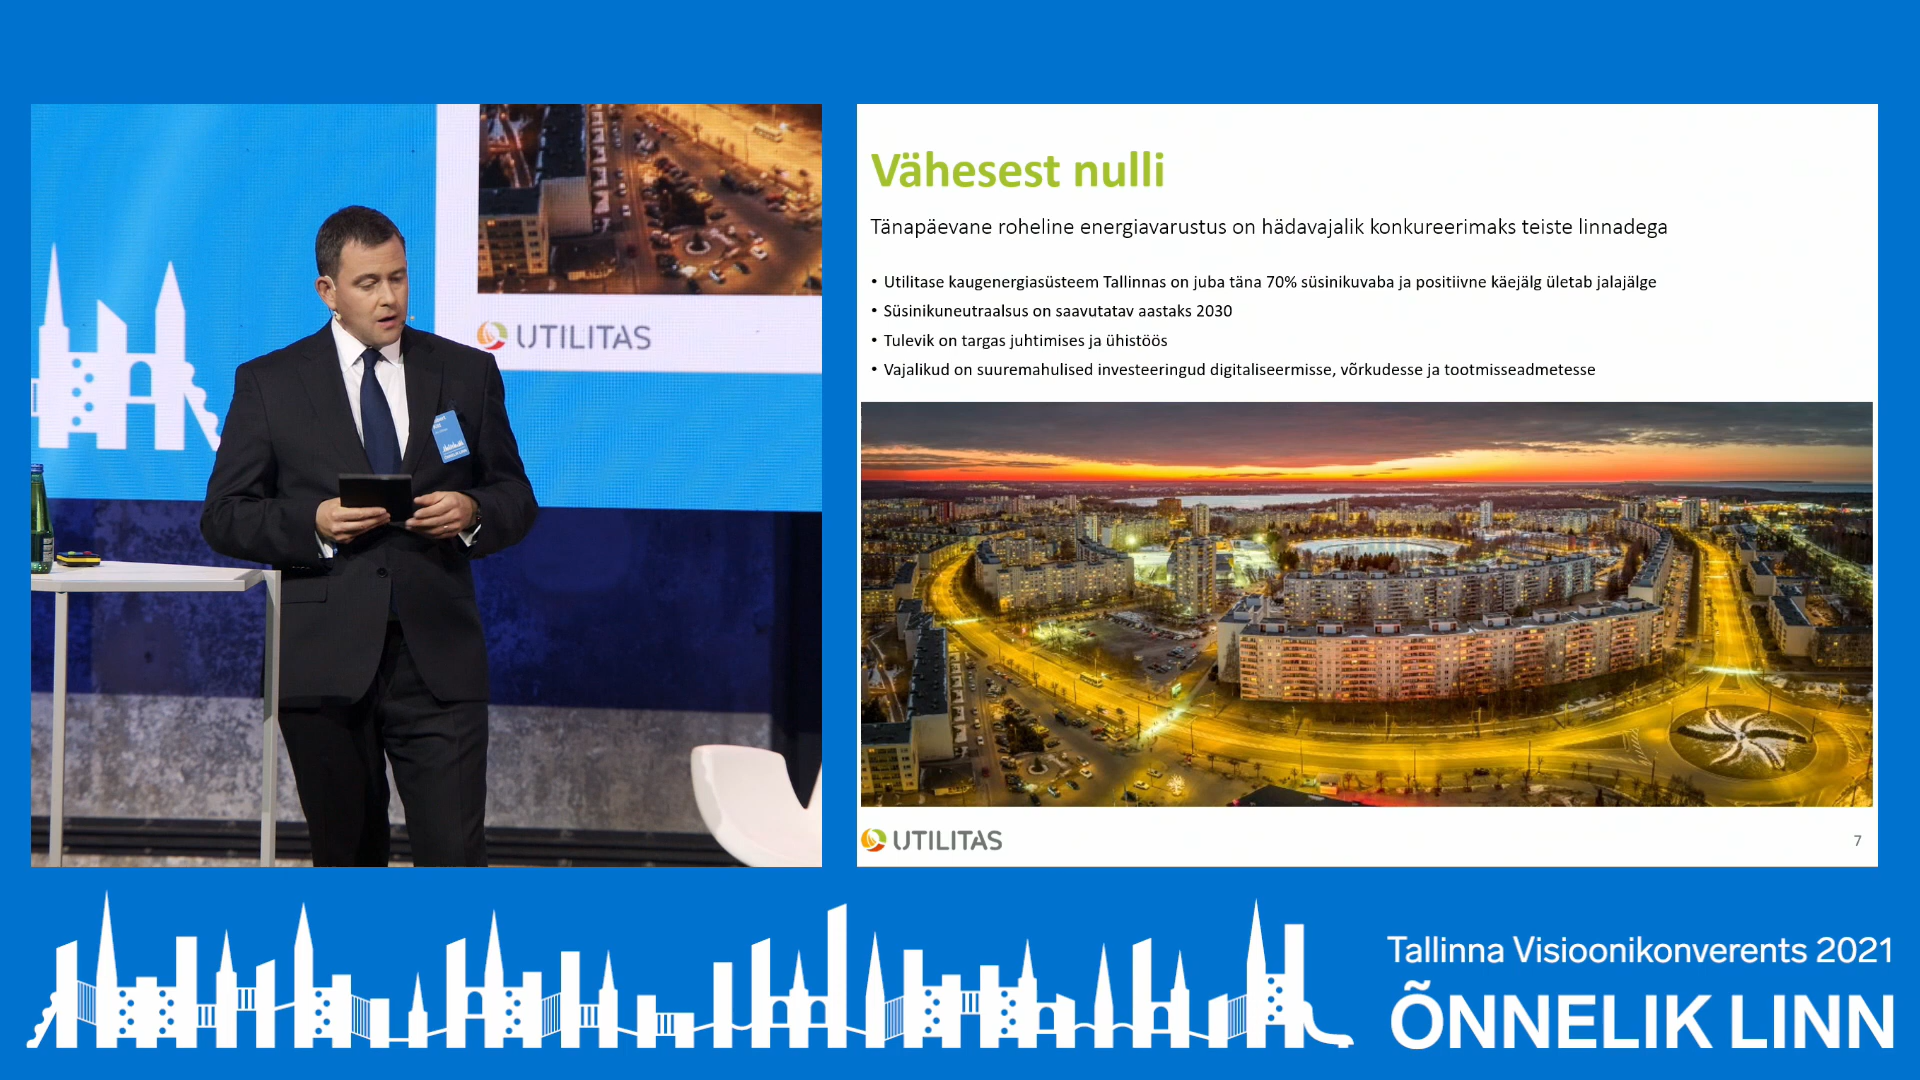 UTILITAS
Vähesest nulli
Tänapäevane roheline energiavarustus on hädavajalik konkureerimaks teiste linnadega
• Utilitase kaugenergiasüsteem Tallinnas on juba täna 70% süsinikuvaba ja positiivne käejälg ületab jalajälge
• Süsinikuneutraalsus on saavutatav aastaks 2030
• Tulevik on targas juhtimises ja ühistöös
• Vajalikud on suuremahulised investeeringud digitaliseermisse, võrkudesse ja tootmisseadmetesse
UTILITAS
7
Tallinna Visioonikonverents 2021
ÕNNELIK LINN